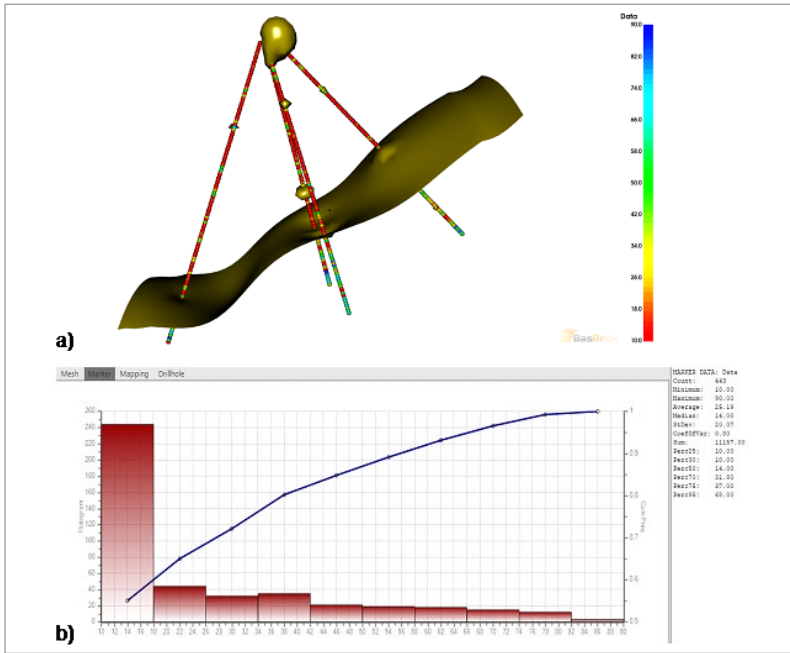 Data
90.0
82.0
74.0
66.0
58.0
50.0
42.0
34.0
26.0
18.0
10.0
BasRock
a)
Mesh Marker Mapping Drillhole
MARKER DATA: Data
Count: 443
Minimum: 10.00
Maximum: 90.00
Average: 25.19
Median: 14.00
StDev: 20.07
CoefOfVar: 0.80
Sum: 11157.00
Perc25: 10.00
Perc30: 10.00
Perc50: 14.00
Perc70: 31.00
Perc75: 37.00
Perc95: 68.00
260
240
220
200
180
160
140
120
100
80
60
40
20
0
Histogram
1
0.9
0.8
0.7
0.6
0.5
Cum.Freq.
10 12 14 16 18 20 22 24 26 28 30 32 34 36 38 40 42 44 46 48 50 52 54 56 58 60 62 64 66 68 70 72 74 76 78 80 82 84 86 88 90
b)